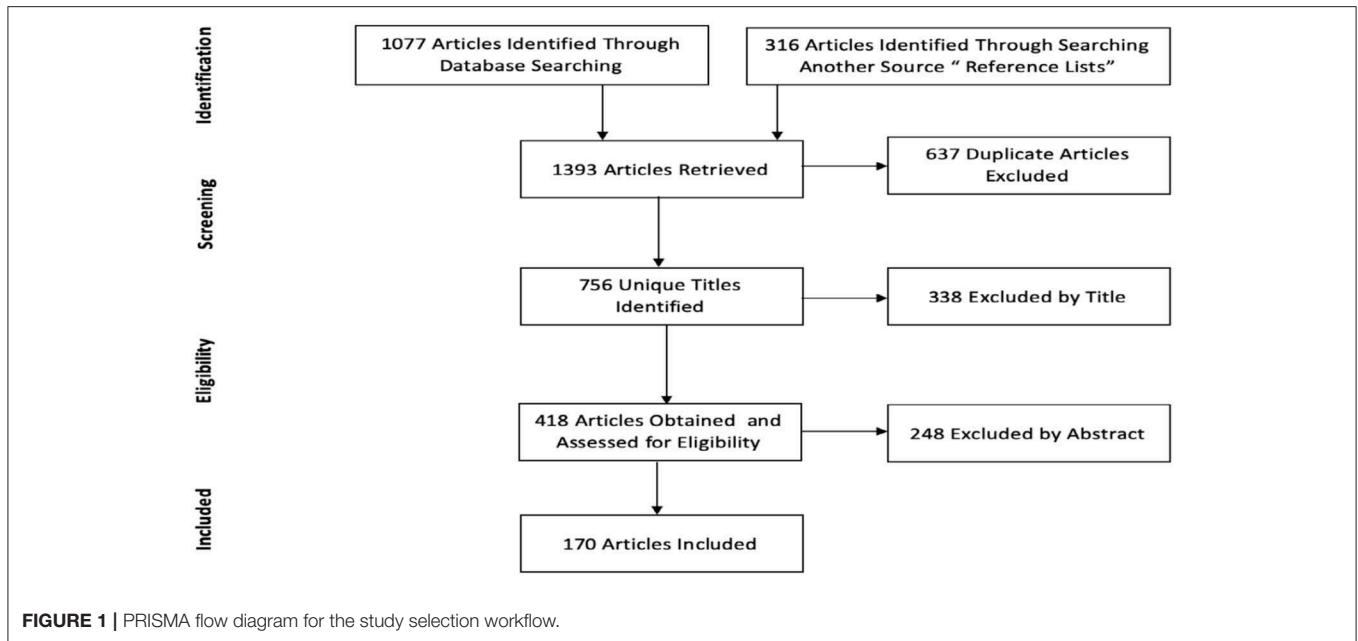 Identification
1077 Articles Identified Through
Database Searching
316 Articles Identified Through Searching
Another Source “ Reference Lists”
1393 Articles Retrieved
637 Duplicate Articles
Excluded
Screening
756 Unique Titles
Identified
338 Excluded by Title
Eligibility
418 Articles Obtained and
Assessed for Eligibility
248 Excluded by Abstract
Included
170 Articles Included
FIGURE 1 | PRISMA flow diagram for the study selection workflow.